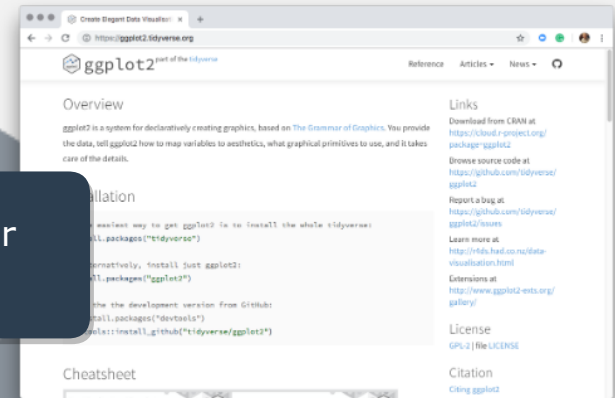 Create Elegant Data Visualisati
https://ggplot2.tidyverse.org
ggplot2 part of the tidyverse
Reference Articles News
Overview
ggplot2 is a system for declaratively creating graphics, based on The Grammar of Graphics. You provide
the data, tell ggplot2 how to map variables to aesthetics, what graphical primitives to use, and it takes
care of the details.
allation
easiest way to get ggplot2 is to install the whole tidyverse:
all.packages("tidyverse")
ernatively, install just ggplot2:
ll.packages("ggplot2")
the the development version from GitHub:
tall.packages("devtools")
tools::install_github("tidyverse/ggplot2")
Cheatsheet
r
Links
Download from CRAN at
https://cloud.r-project.org/
package=ggplot2
Browse source code at
https://github.com/tidyverse/
ggplot2
Report a bug at
https://github.com/tidyverse/
ggplot2/issues
Learn more at
http://r4ds.had.co.nz/data-
visualisation.html
Extensions at
http://www.ggplot2-exts.org/
gallery/
License
GPL-2 | file LICENSE
Citation
Citing ggplot2